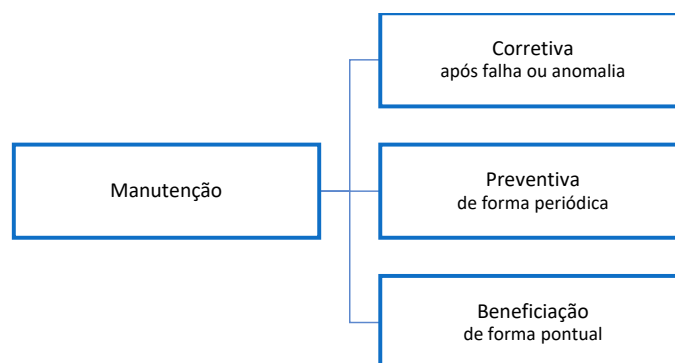 Corretiva
após falha ou anomalia
Manutenção
Preventiva
de forma periódica
Beneficiação
de forma pontual